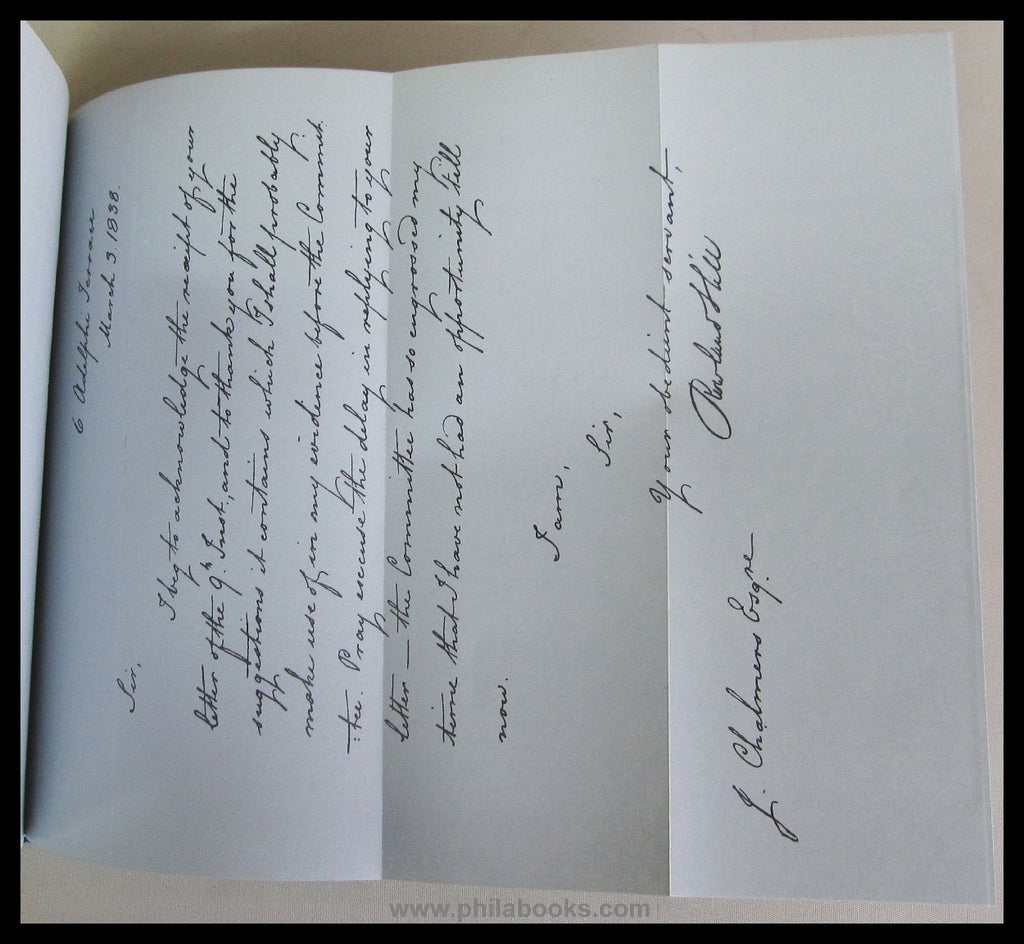 6 Adelphi Terrace
March 3. 1838.
Sir,
I beg to acknowledge the receipt of your
letter of the 9th Inst., and to thank you for the
suggestions it contains which I shall probably
make use of in my evidence before the Commit:
:tee. Pray excuse the delay in replying to your
letter — the Committee has so engrossed my
time that I have not had an opportunity till
now.
I am,
Sir,
Your obedient servant,
Rowland Hill
J. Chalmers Esqre
www.philabooks.com